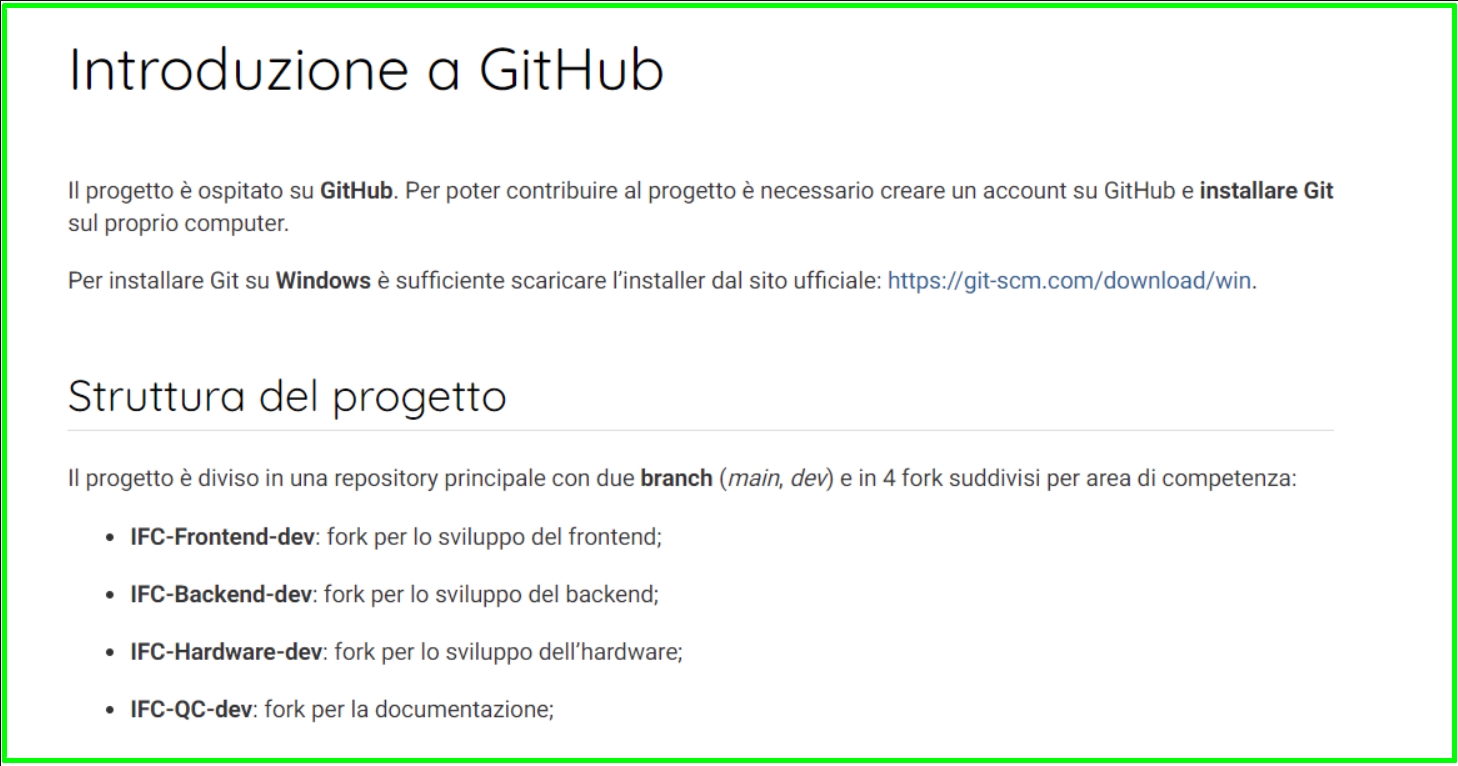 Introduzione a GitHub
Il progetto è ospitato su GitHub. Per poter contribuire al progetto è necessario creare un account su GitHub e installare Git
sul proprio computer.
Per installare Git su Windows è sufficiente scaricare l’installer dal sito ufficiale: https://git-scm.com/download/win.
Struttura del progetto
Il progetto è diviso in una repository principale con due branch (main, dev) e in 4 fork suddivisi per area di competenza:
• IFC-Frontend-dev: fork per lo sviluppo del frontend;
• IFC-Backend-dev: fork per lo sviluppo del backend;
• IFC-Hardware-dev: fork per lo sviluppo dell’hardware;
• IFC-QC-dev: fork per la documentazione;